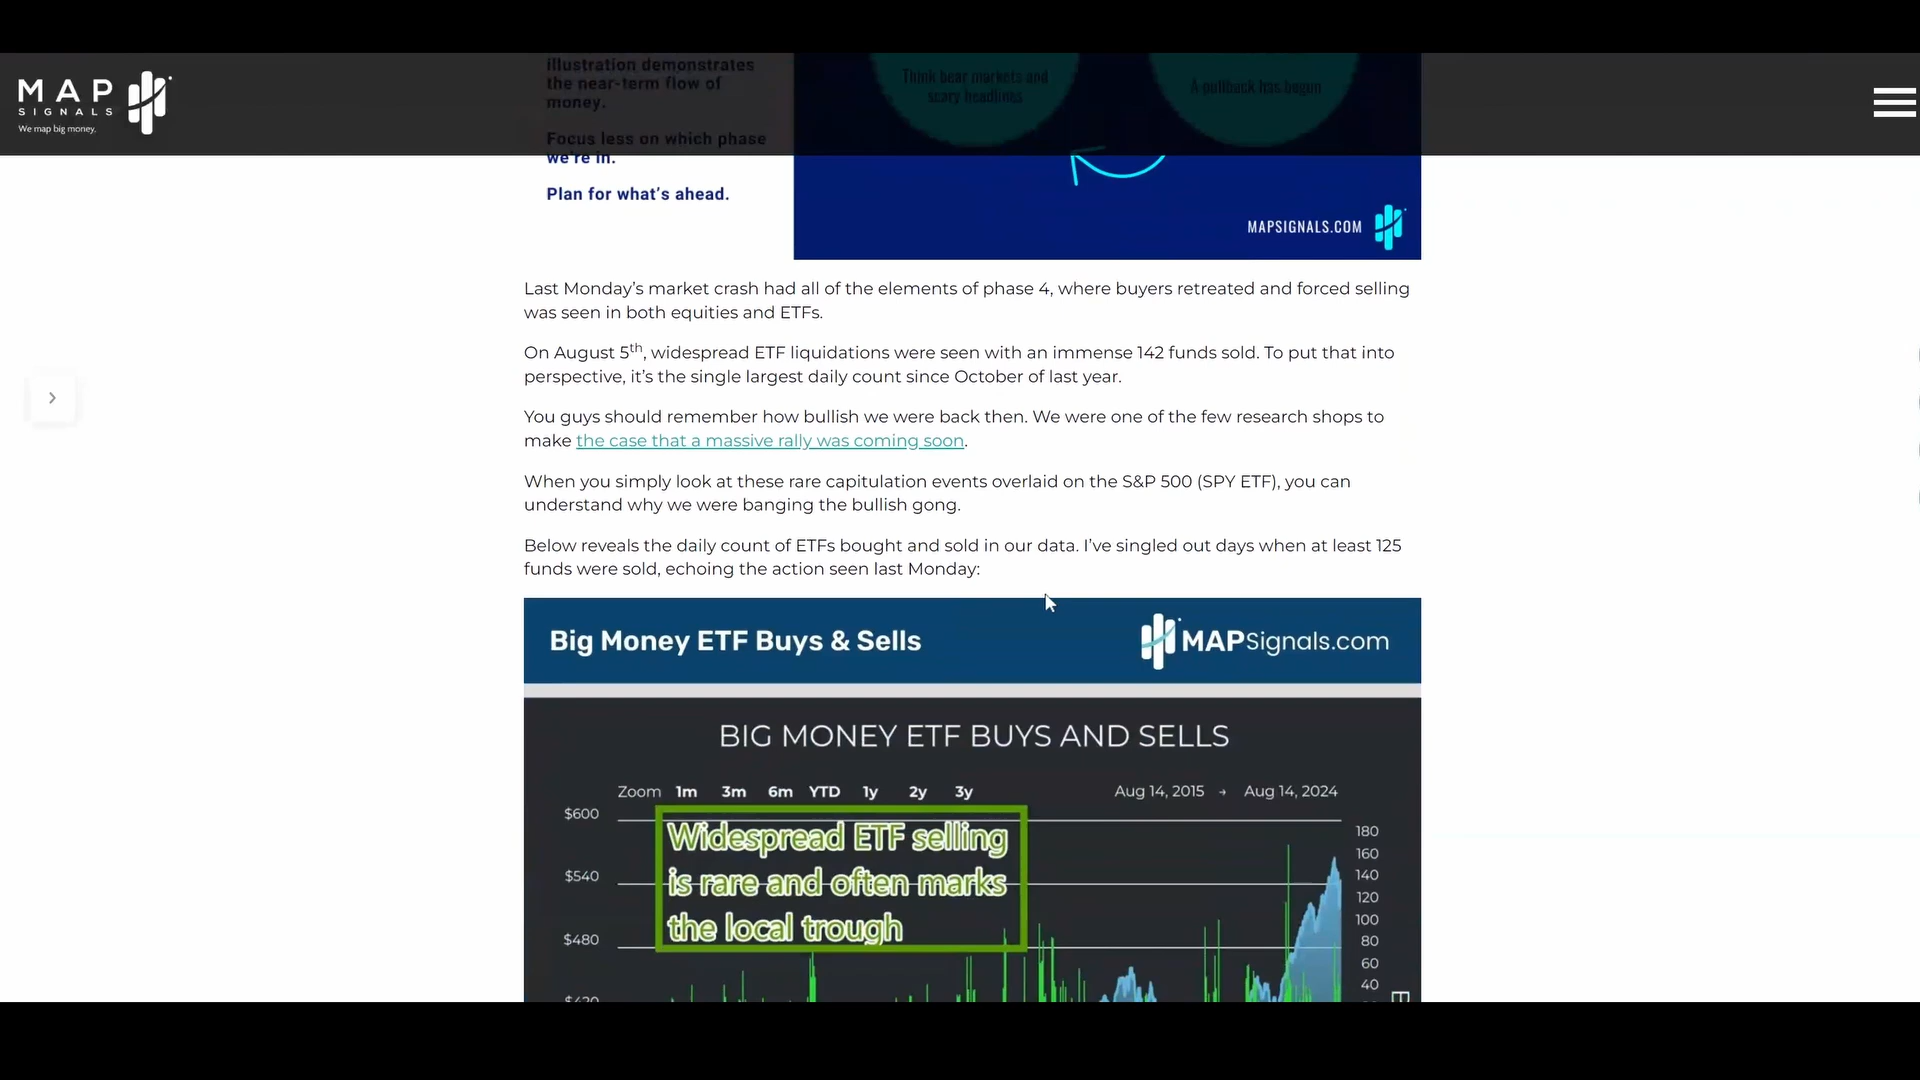 MAP
SIGNALS
We map big money.
illustration demonstrates
the near-term flow of
money.
Focus less on which phase
we're in.
Plan for what's ahead.
Think bear markets and
scary headlines
A pullback has begun
MAPSIGNALS.COM
Last Monday's market crash had all of the elements of phase 4, where buyers retreated and forced selling
was seen in both equities and ETFs.
On August 5th, widespread ETF liquidations were seen with an immense 142 funds sold. To put that into
perspective, it's the single largest daily count since October of last year.
You guys should remember how bullish we were back then. We were one of the few research shops to
make the case that a massive rally was coming soon.
When you simply look at these rare capitulation events overlaid on the S&P 500 (SPY ETF), you can
understand why we were banging the bullish gong.
Below reveals the daily count of ETFs bought and sold in our data. I've singled out days when at least 125
funds were sold, echoing the action seen last Monday:
Big Money ETF Buys & Sells
MAPSignals.com
BIG MONEY ETF BUYS AND SELLS
Zoom 1m 3m 6m YTD 1y 2y 3y
Aug 14, 2015 → Aug 14, 2024
Widespread ETF selling
is rare and often marks
the local trough
$600
$540
$480
$420
180
160
140
120
100
80
60
40